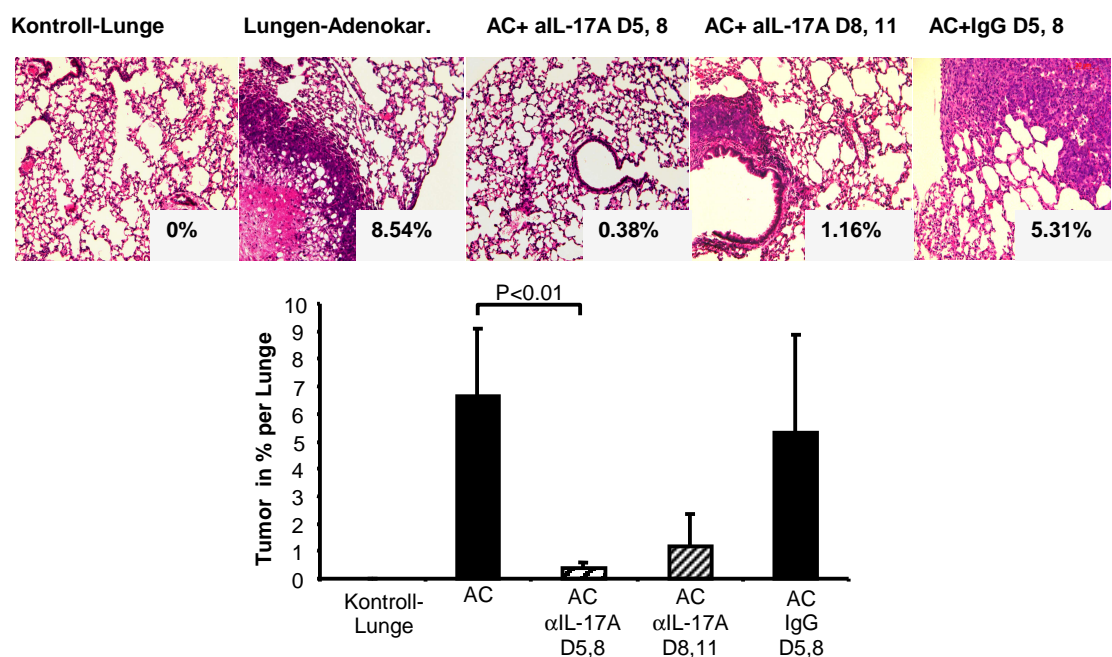 Kontroll-Lunge Lungen-Adenokar. AC+ aIL-17A D5, 8 AC+ aIL-17A D8, 11 AC+IgG D5, 8
0% 8.54% 0.38% 1.16% 5.31%
P<0.01
Tumor in % per Lunge
10
9
8
7
6
5
4
3
2
1
0
Kontroll- AC AC AC AC
Lunge αIL-17A αIL-17A IgG
D5,8 D8,11 D5,8